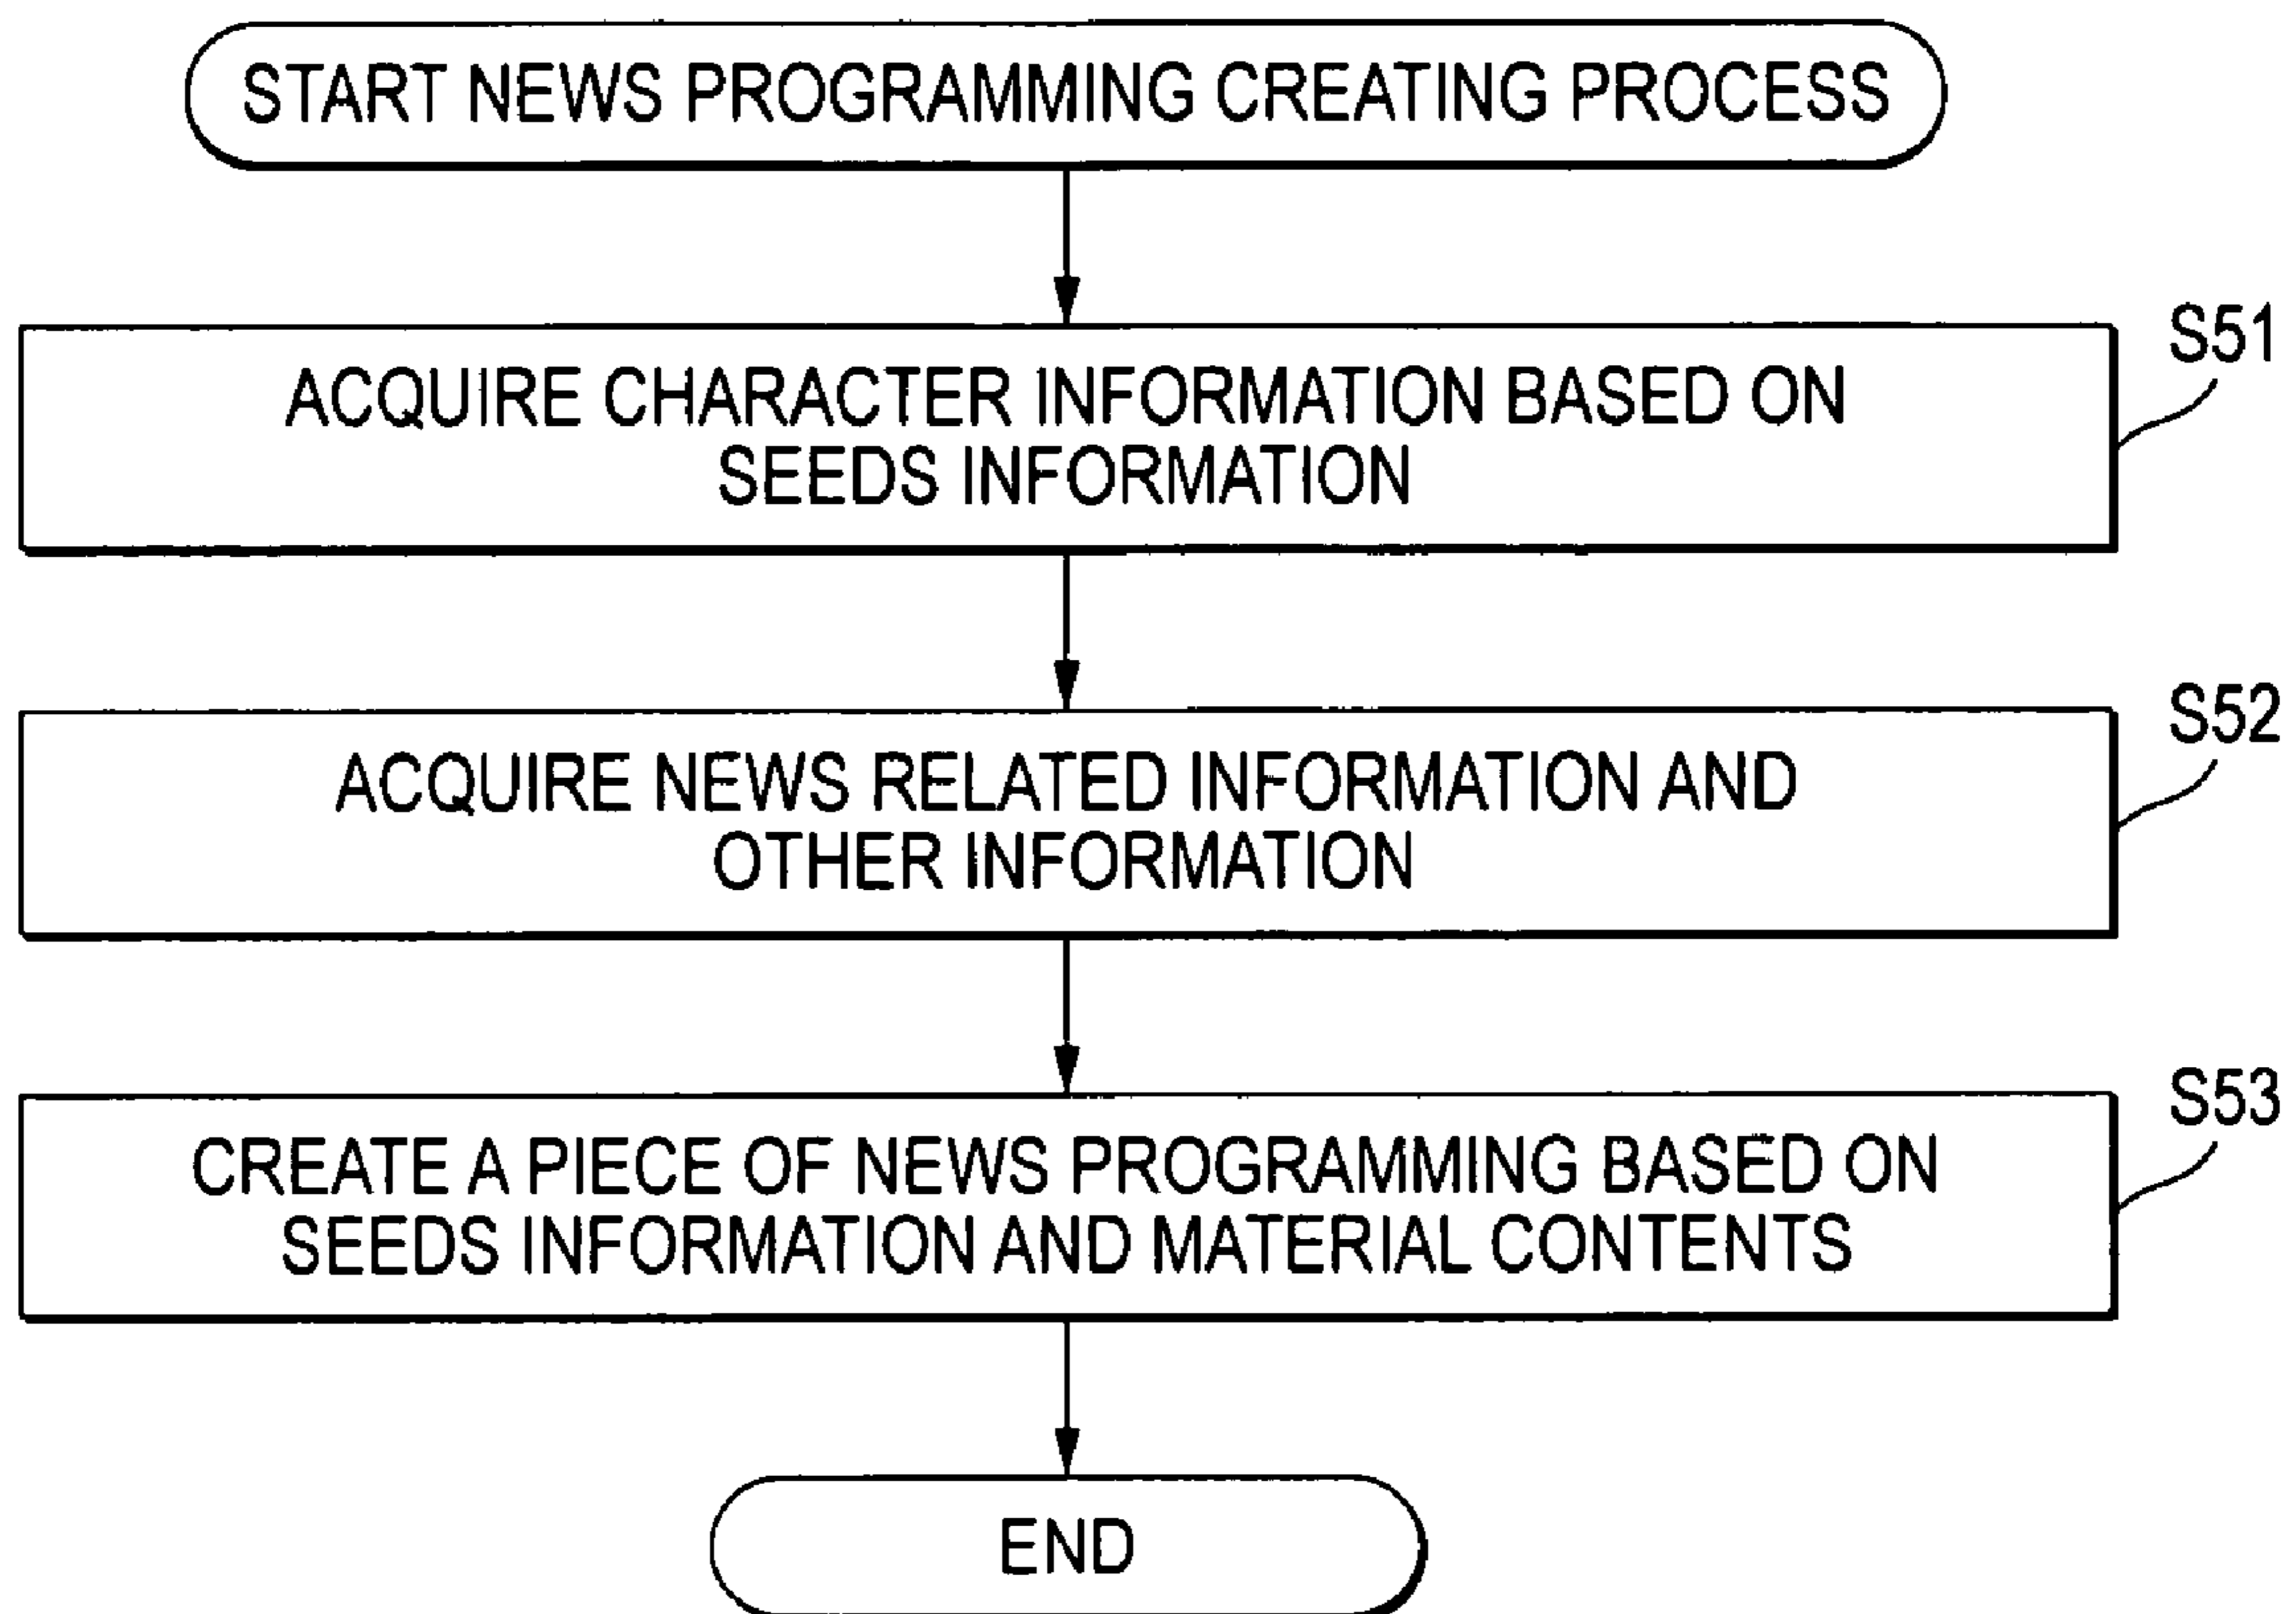 START NEWS PROGRAMMING CREATING PROCESS
S51
ACQUIRE CHARACTER INFORMATION BASED ON
SEEDS INFORMATION
S52
ACQUIRE NEWS RELATED INFORMATION AND
OTHER INFORMATION
S53
CREATE A PIECE OF NEWS PROGRAMMING BASED ON
SEEDS INFORMATION AND MATERIAL CONTENTS
END